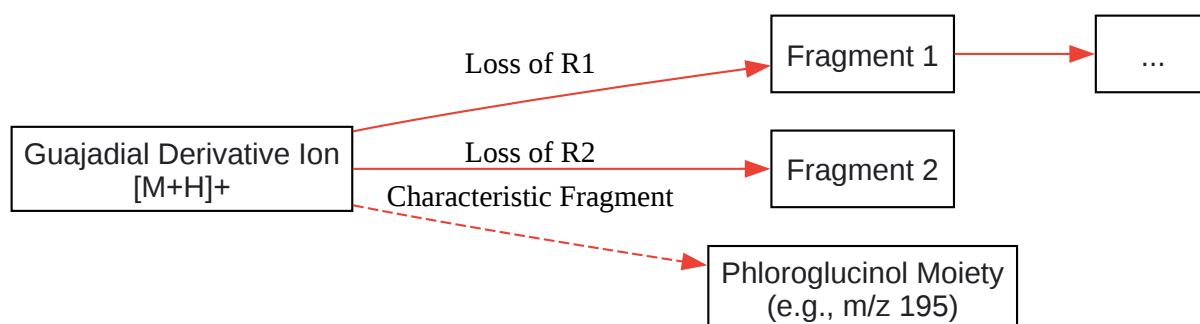 Loss of R1
Fragment 1
...
Guajadial Derivative Ion
[M+H]+
Loss of R2
Fragment 2
Characteristic Fragment
Phloroglucinol Moiety
(e.g., m/z 195)